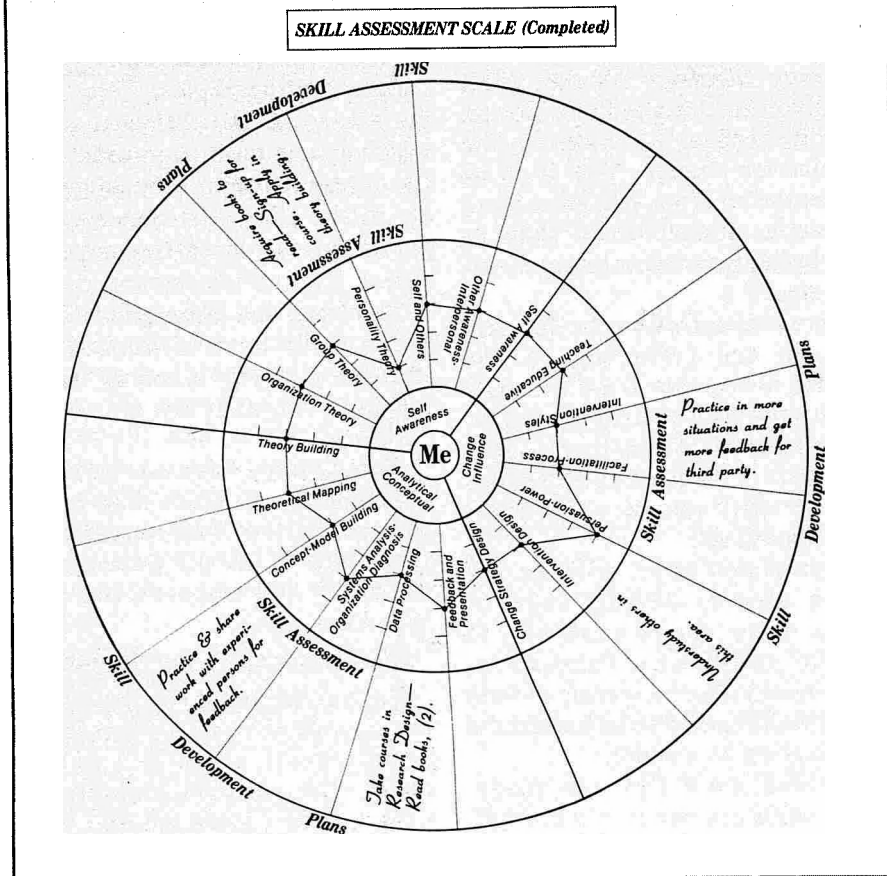 SKILL ASSESSMENT SCALE (Completed)
Skill
Development
Plans
Acquire books to
read—Sign-up for
course. Apply in
theory building.
Skill Assessment
Personality Theory
Self and Others
Other Awareness-
Interpersonal
Self Awareness
Teaching Educative
Intervention Styles
Facilitation-Process
Persuasion-Power
Intervention Design
Change Strategy Design
Feedback and
Presentation
Data Processing
Systems Analysis-
Organization Diagnosis
Concept-Model Building
Theoretical Mapping
Theory Building
Organization Theory
Group Theory
Self
Awareness
Change
Influence
Analytical
Conceptual
Me
Plans
Development
Skill
Skill Assessment
Practice in more
situations and get
more feedback for
third party.
Understudy others in
this area.
Skill Assessment
Skill
Development
Plans
Practice & share
work with experi-
enced persons for
feedback.
Take courses in
Research Design—
Read books, (2).